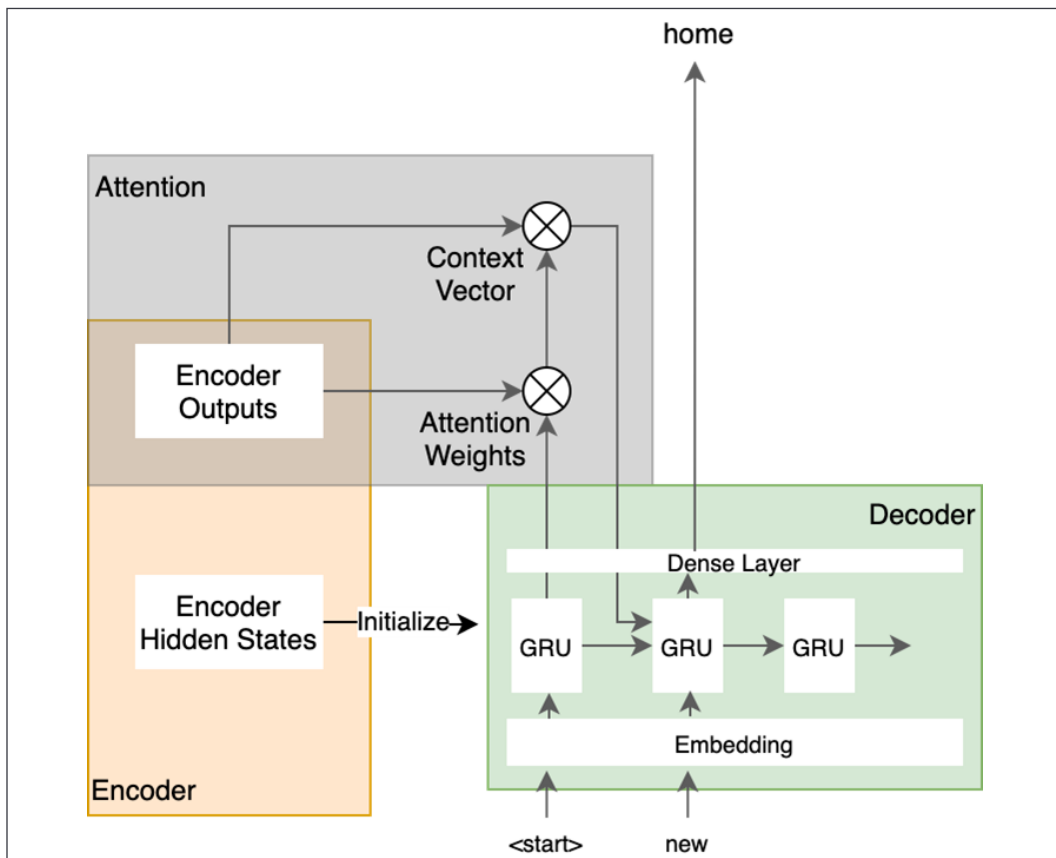 home
Attention
Context
Vector
Encoder
Outputs
Attention
Weights
Decoder
Dense Layer
Encoder
Hidden States
Initialize
GRU
GRU
GRU
Embedding
Encoder
<start>
new